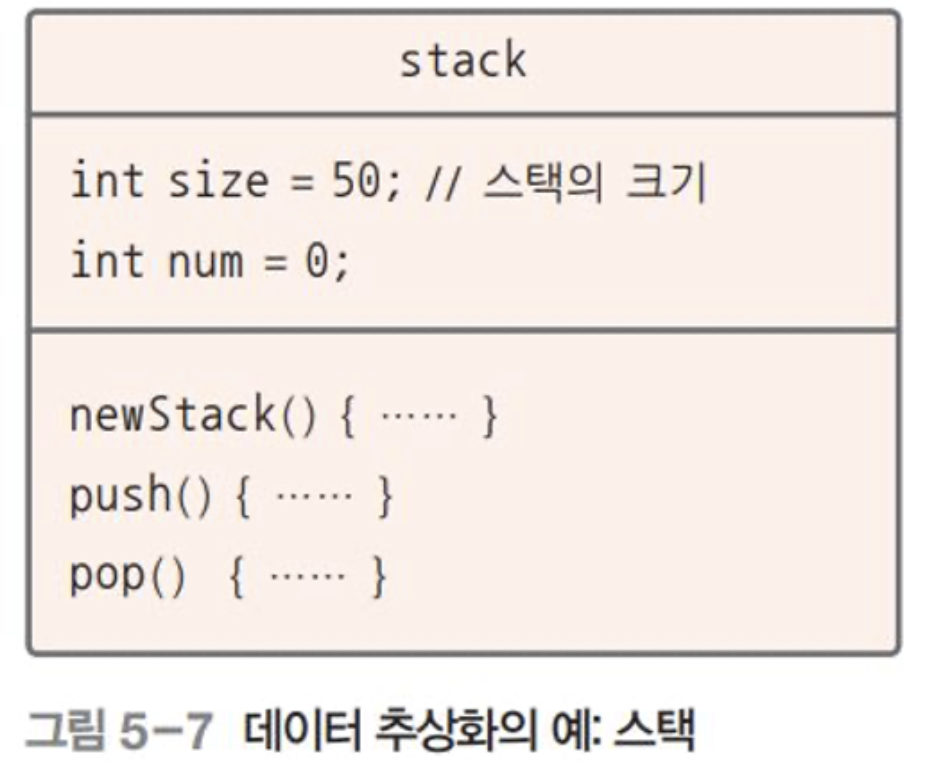 stack
int size = 50; // 스택의 크기
int num = 0;
newStack() { …… }
push() { …… }
pop() { …… }
그림 5-7 데이터 추상화의 예: 스택